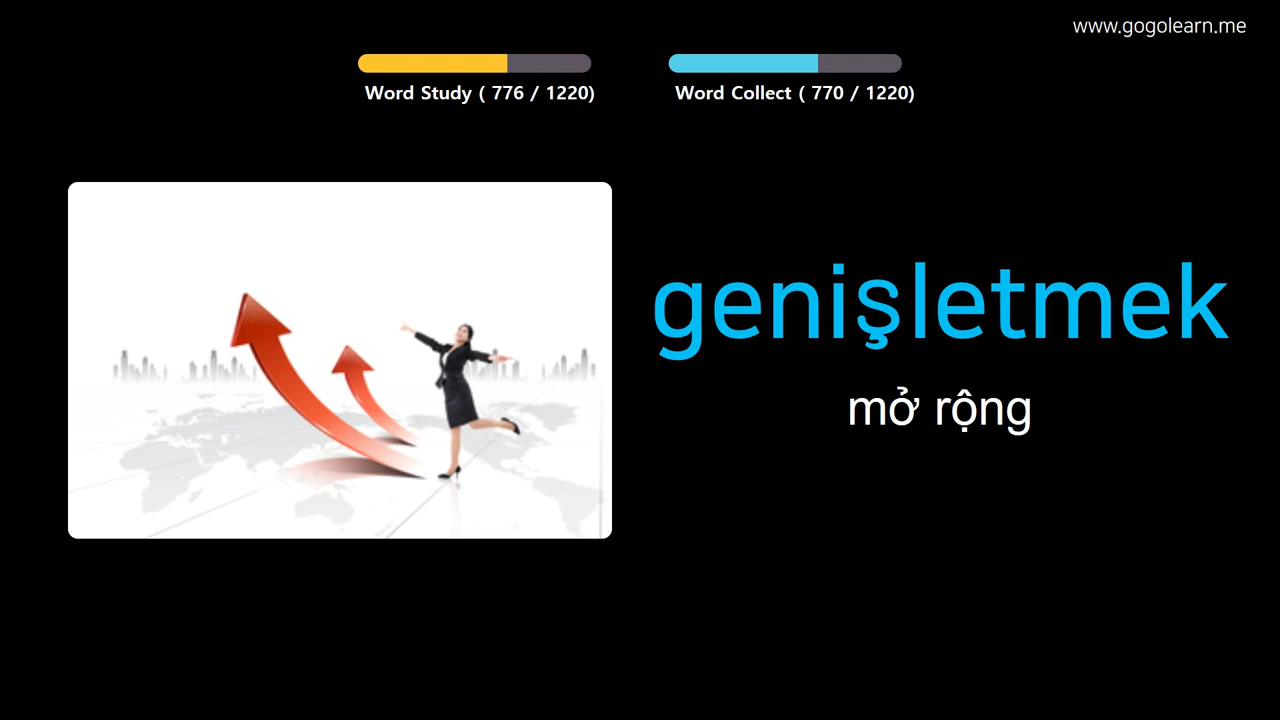 www.gogolearn.me
Word Study ( 776 / 1220)
Word Collect ( 770 / 1220)
genişletmek
mở rộng